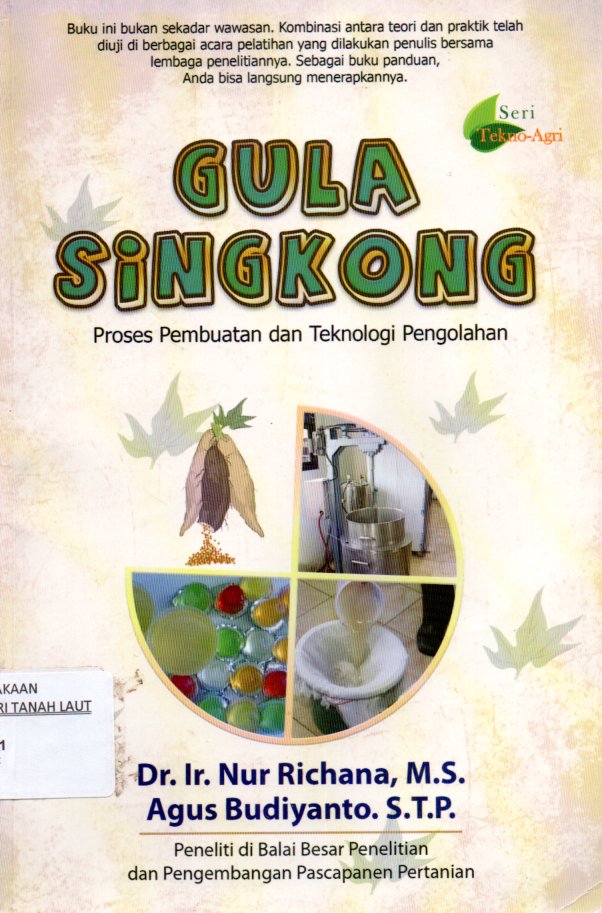 Buku ini bukan sekadar wawasan. Kombinasi antara teori dan praktik telah
diuji di berbagai acara pelatihan yang dilakukan penulis bersama
lembaga penelitiannya. Sebagai buku panduan,
Anda bisa langsung menerapkannya.
Seri
Tekno-Agri
GULA
SiNGKONG
Proses Pembuatan dan Teknologi Pengolahan
AKAAN
RI TANAH LAUT
1
Dr. Ir. Nur Richana, M.S.
Agus Budiyanto. S.T.P.
Peneliti di Balai Besar Penelitian
dan Pengembangan Pascapanen Pertanian